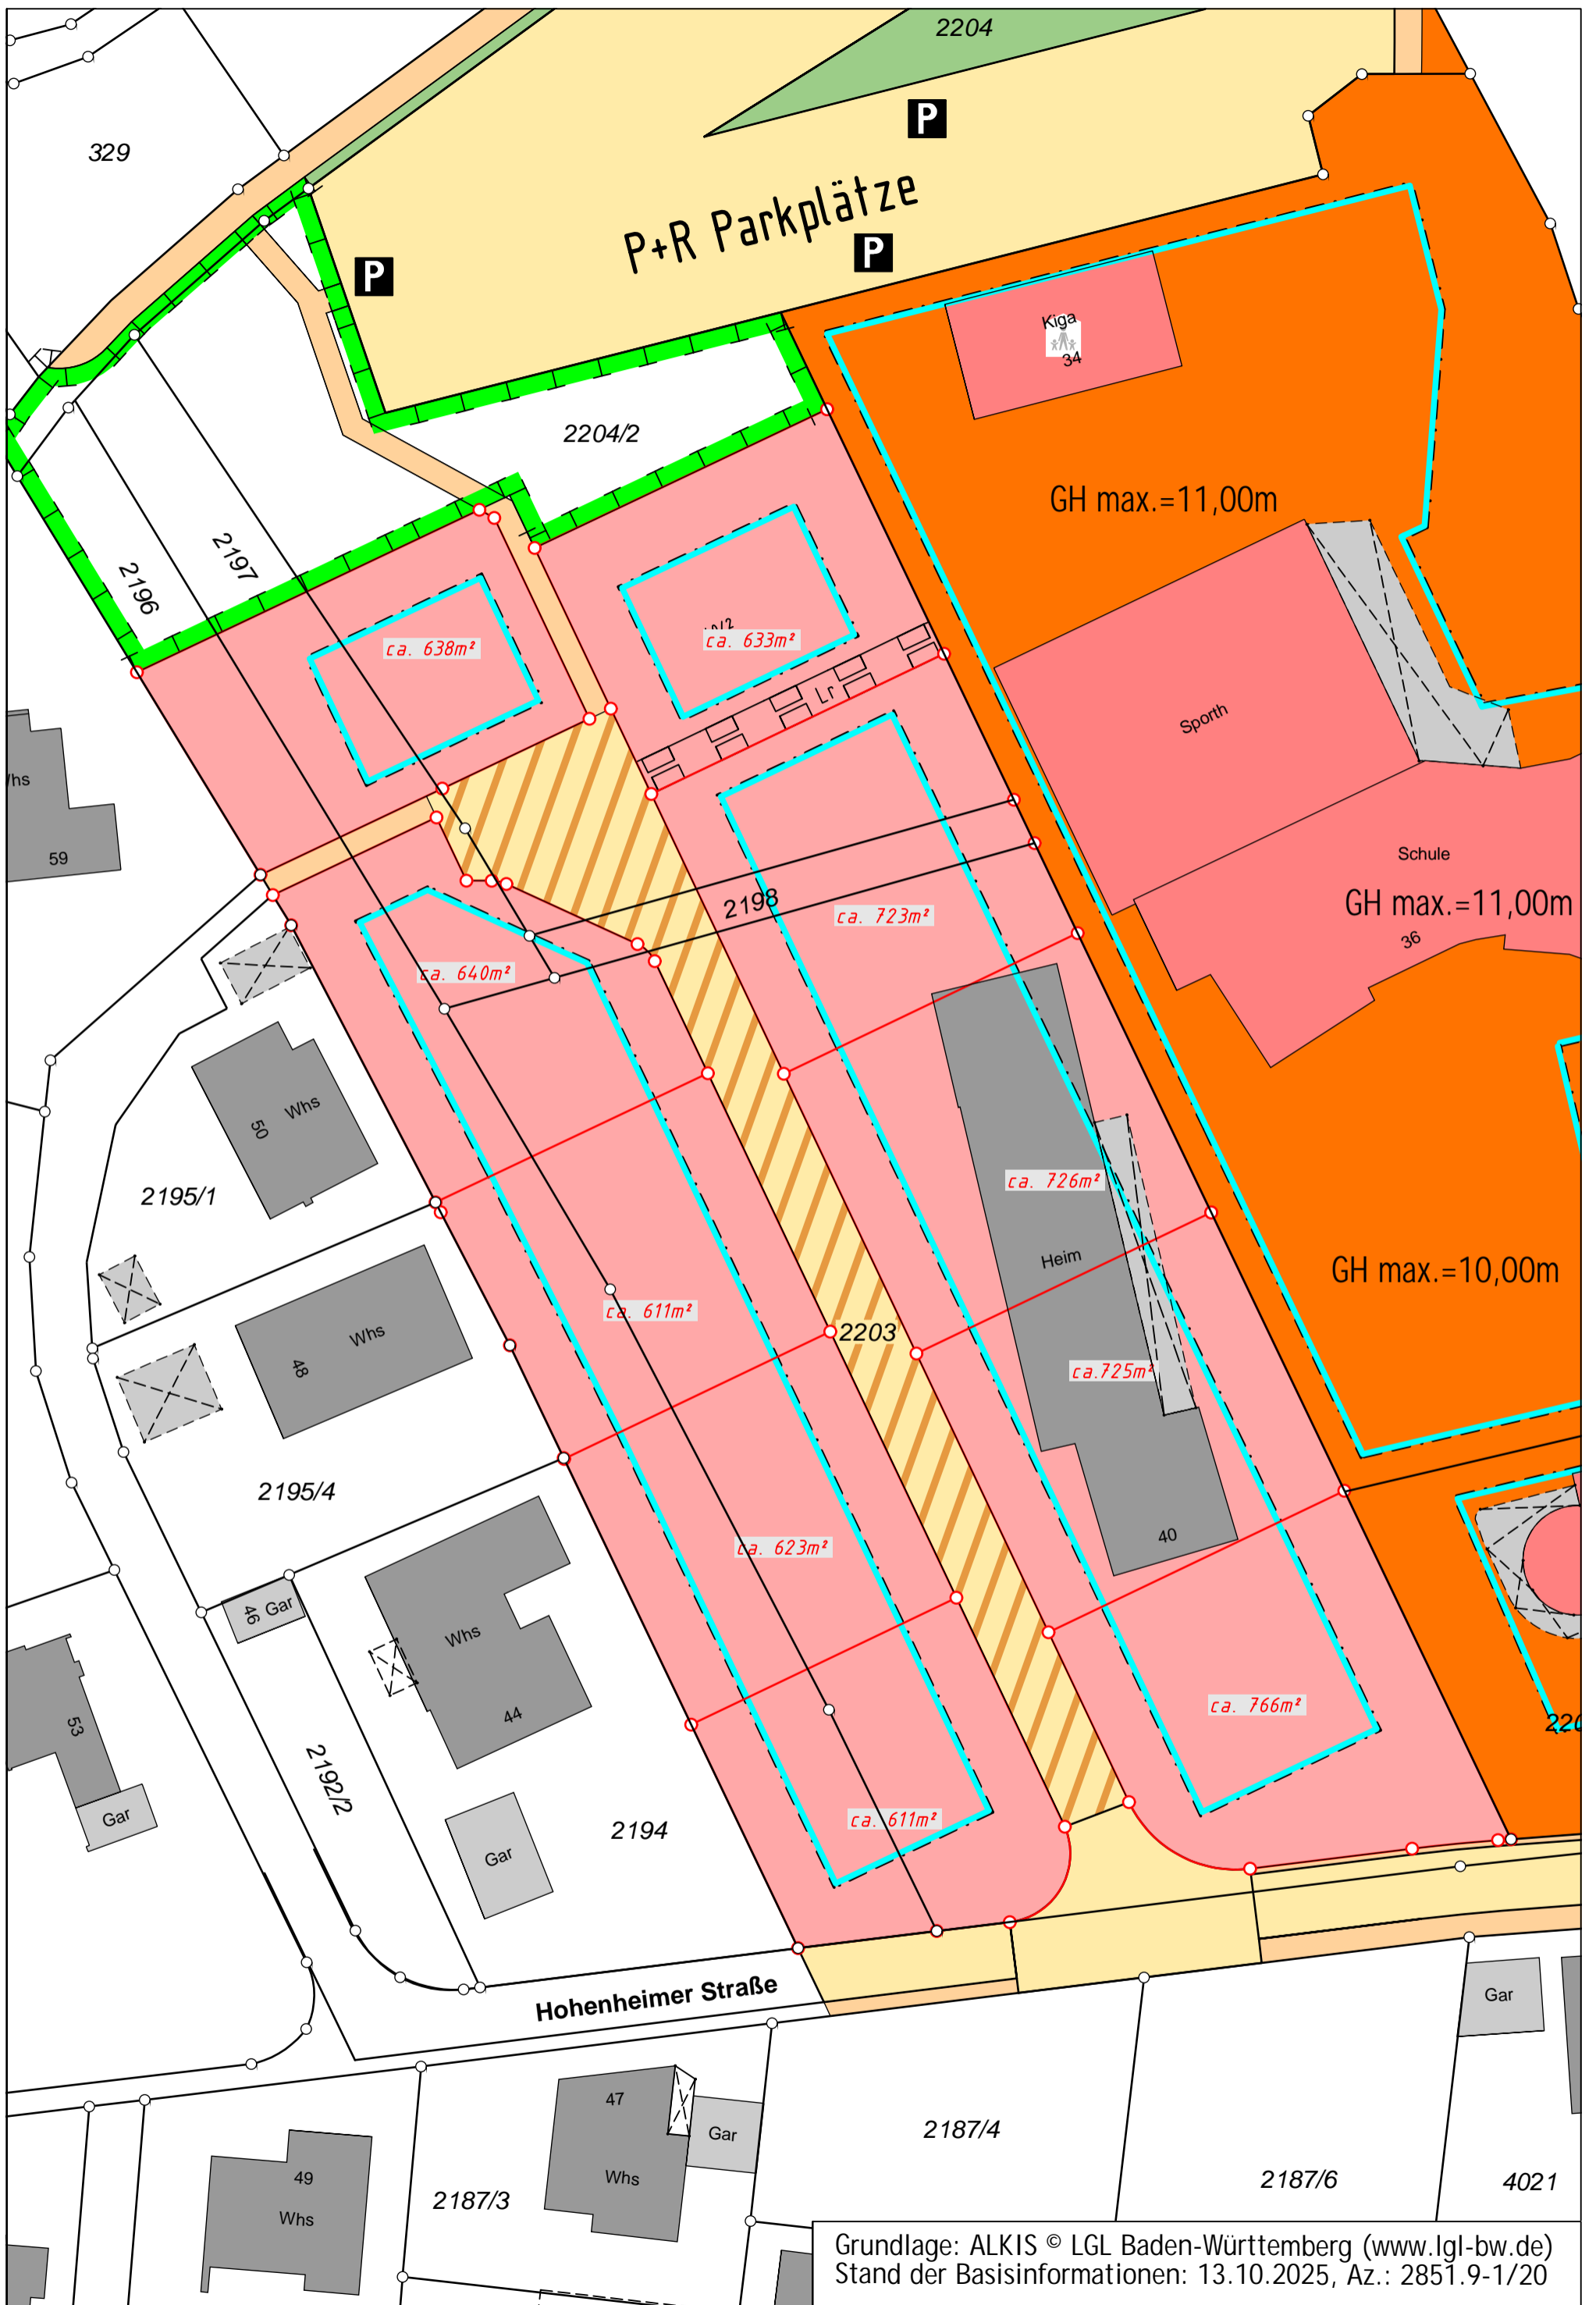 2204
P
329
P+R Parkplätze
P
P
Kiga
34
2204/2
GH max.=11,00m
2197
2196
ca. 638m²
ca. 633m²
Lr
Sporth
Whs
59
Schule
2198
ca. 723m²
GH max.=11,00m
36
ca. 640m²
50
Whs
2195/1
ca. 726m²
Heim
GH max.=10,00m
ca. 611m²
2203
48
Whs
ca.725m²
2195/4
40
ca. 623m²
46
Gar
Whs
44
53
ca. 766m²
Gar
2192/2
2194
ca. 611m²
Gar
Hohenheimer Straße
Gar
47
Gar
2187/4
49
Whs
Whs
2187/3
2187/6
4021
Grundlage: ALKIS © LGL Baden-Württemberg (www.lgl-bw.de)
Stand der Basisinformationen: 13.10.2025, Az.: 2851.9-1/20